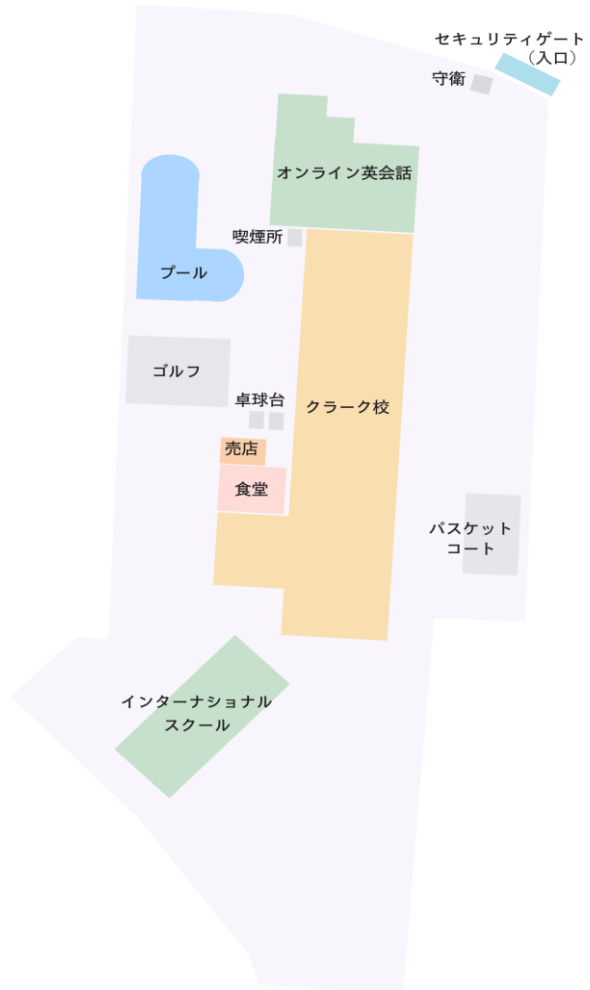 セキュリティゲート
（入口）
守衛
オンライン英会話
喫煙所
プール
ゴルフ
卓球台
クラーク校
売店
食堂
バスケット
コート
インターナショナル
スクール